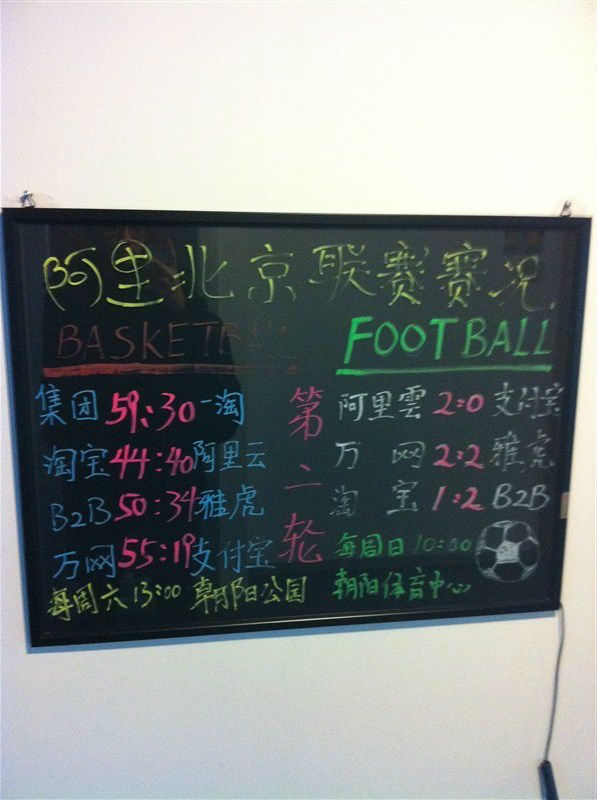 阿里北京联赛赛况
BASKETBALL
集团 59:30 一淘
淘宝 44:40 阿里云
B2B 50:34 雅虎
万网 55:19 支付宝
每周六 13:00 朝阳公园
第二轮
FOOTBALL
阿里雲 2:0 支付宝
万网 2:2 雅虎
淘宝 1:2 B2B
每周日 10:00
朝阳体育中心